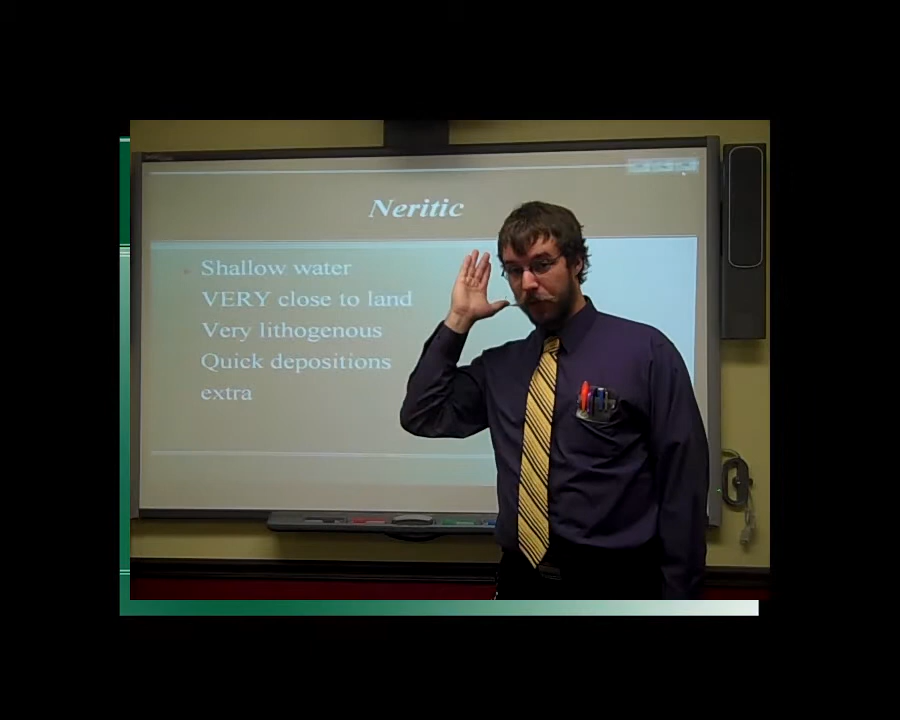 Neritic
Shallow water
VERY close to land
Very lithogenous
Quick depositions
extra